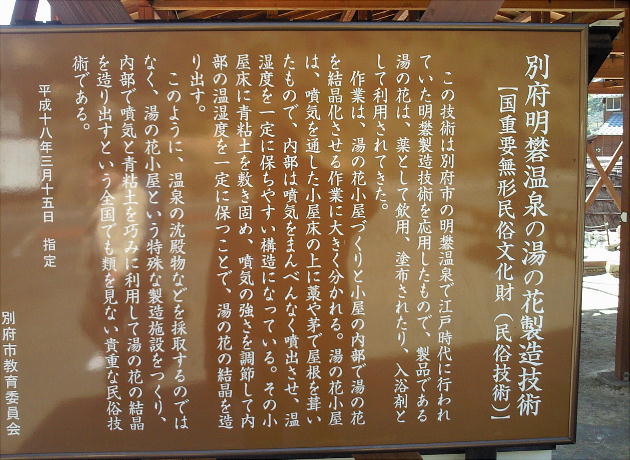 別府明礬温泉の湯の花製造技術
【国重要無形民俗文化財（民俗技術）】
この技術は別府市の明礬温泉で江戸時代に行われ
ていた明礬製造技術を応用したもので、製品である
湯の花は、薬として飲用、塗布されたり、入浴剤と
して利用されてきた。
作業は、湯の花小屋づくりと小屋の内部で湯の花
を結晶化させる作業に大きく分かれる。湯の花小屋
は、噴気を通した小屋床の上に藁や茅で屋根を葺い
たもので、内部は噴気をまんべんなく噴出させ、温
湿度を一定に保ちやすい構造になっている。その小
屋床に青粘土を敷き固め、噴気の強さを調節して内
部の温湿度を一定に保つことで、湯の花の結晶を造
り出す。
このように、温泉の沈殿物などを採取するのでは
なく、湯の花小屋という特殊な製造施設をつくり、
内部で噴気と青粘土を巧みに利用して湯の花の結晶
を造り出すという全国でも類を見ない貴重な民俗技
術である。
平成十八年三月十五日　指定
別府市教育委員会